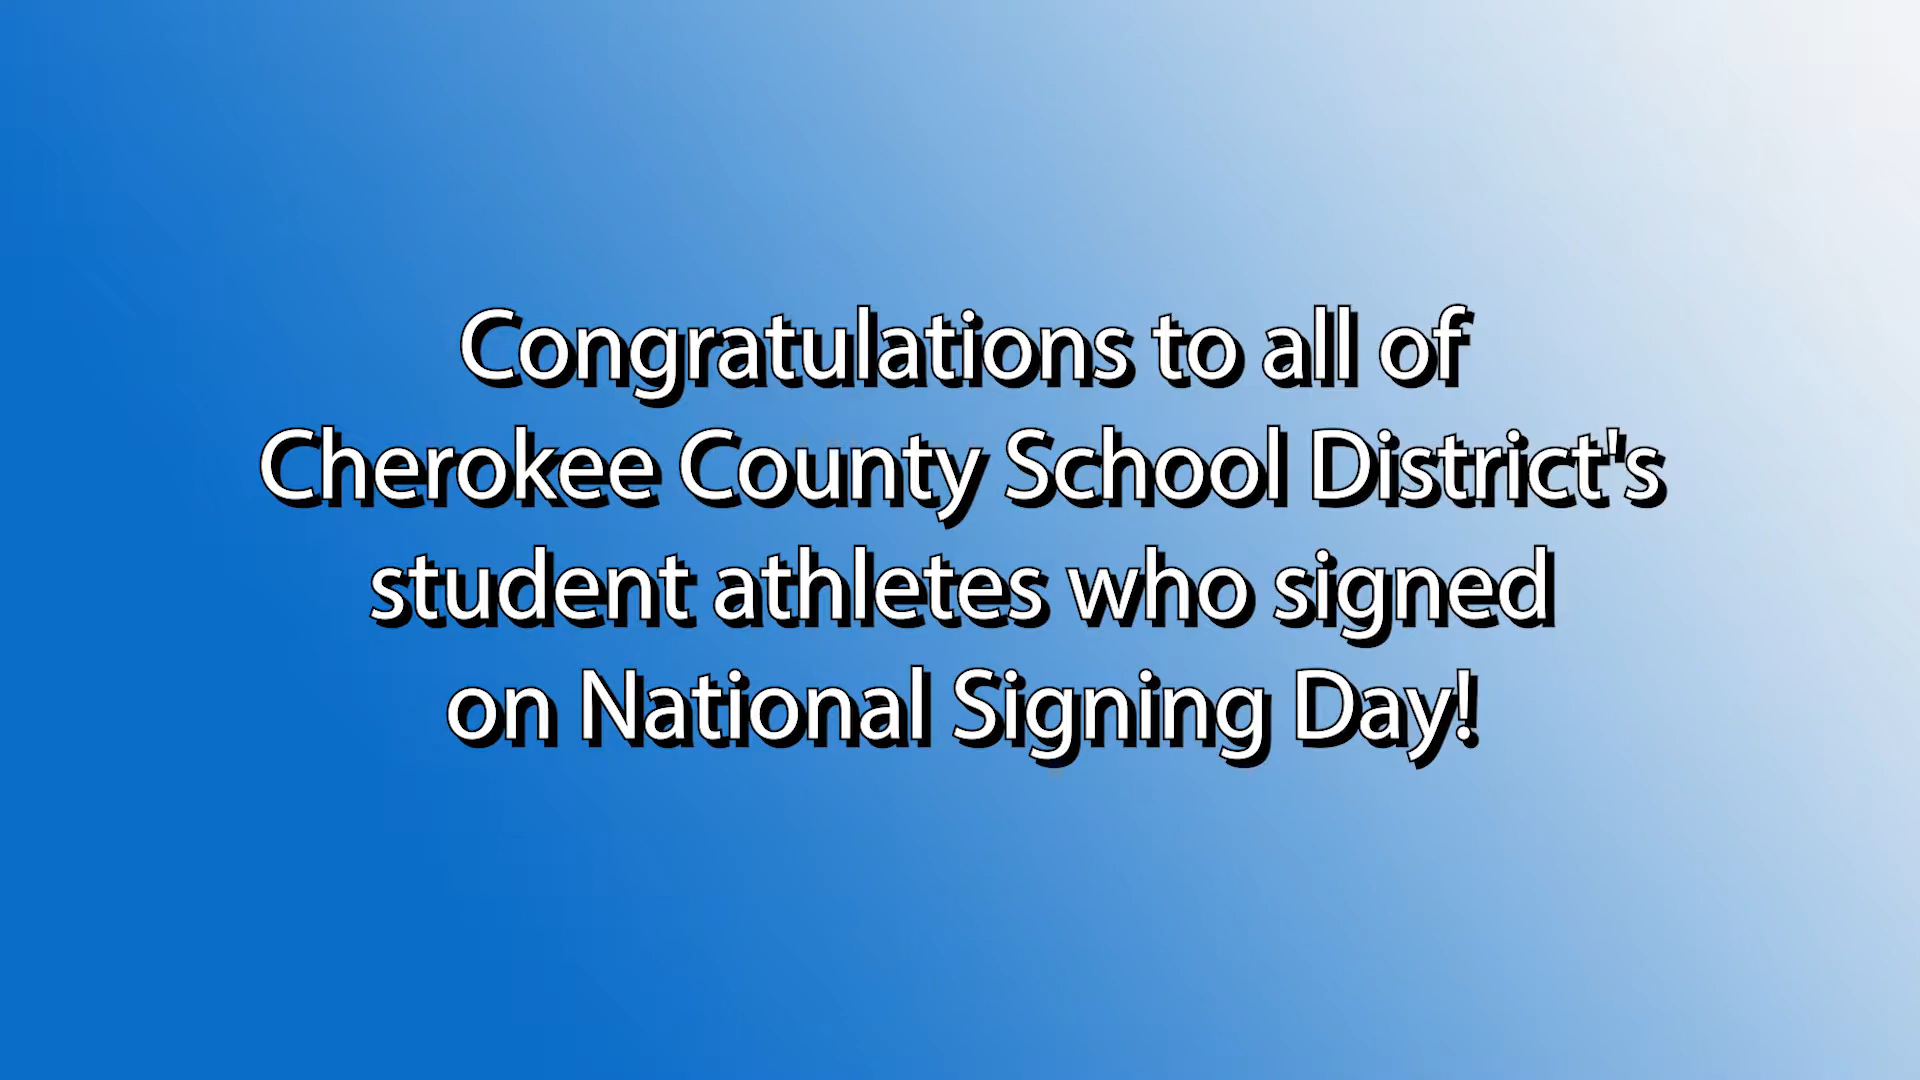 Congratulations to all of
Cherokee County School District's
student athletes who signed
on National Signing Day!